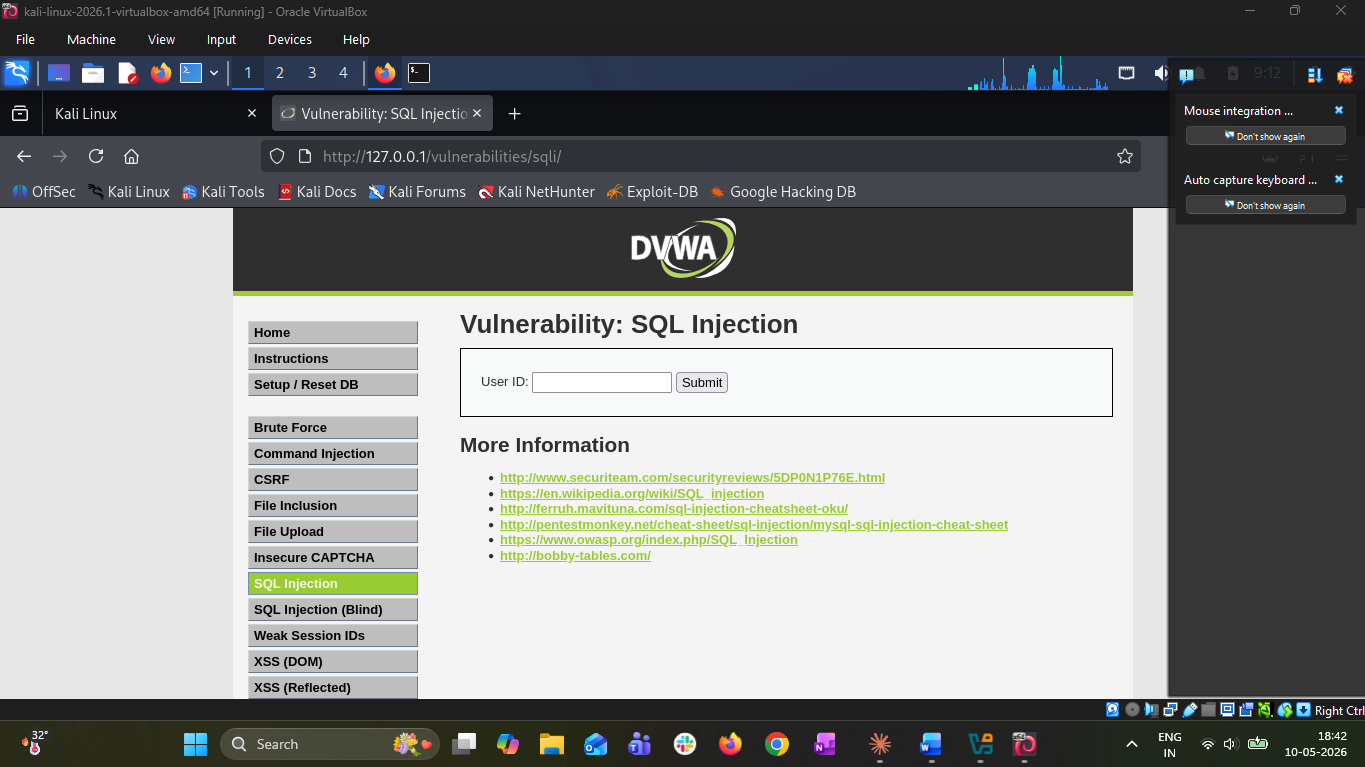 kali-linux-2026.1-virtualbox-amd64 [Running] - Oracle VirtualBox
File Machine View Input Devices Help
1 2 3 4 9:12
Kali Linux Vulnerability: SQL Injectio
Mouse integration ...
Don't show again
http://127.0.0.1/vulnerabilities/sqli/
Auto capture keyboard ...
Don't show again
OffSec Kali Linux Kali Tools Kali Docs Kali Forums Kali NetHunter Exploit-DB Google Hacking DB
DVWA
Home
Instructions
Setup / Reset DB
Brute Force
Command Injection
CSRF
File Inclusion
File Upload
Insecure CAPTCHA
SQL Injection
SQL Injection (Blind)
Weak Session IDs
XSS (DOM)
XSS (Reflected)
Vulnerability: SQL Injection
User ID: Submit
More Information
http://www.securiteam.com/securityreviews/5DP0N1P76E.html
https://en.wikipedia.org/wiki/SQL_injection
http://ferruh.mavituna.com/sql-injection-cheatsheet-oku/
http://pentestmonkey.net/cheat-sheet/sql-injection/mysql-sql-injection-cheat-sheet
https://www.owasp.org/index.php/SQL_Injection
http://bobby-tables.com/
Right Ctrl
32°
Search
ENG
IN
18:42
10-05-2026